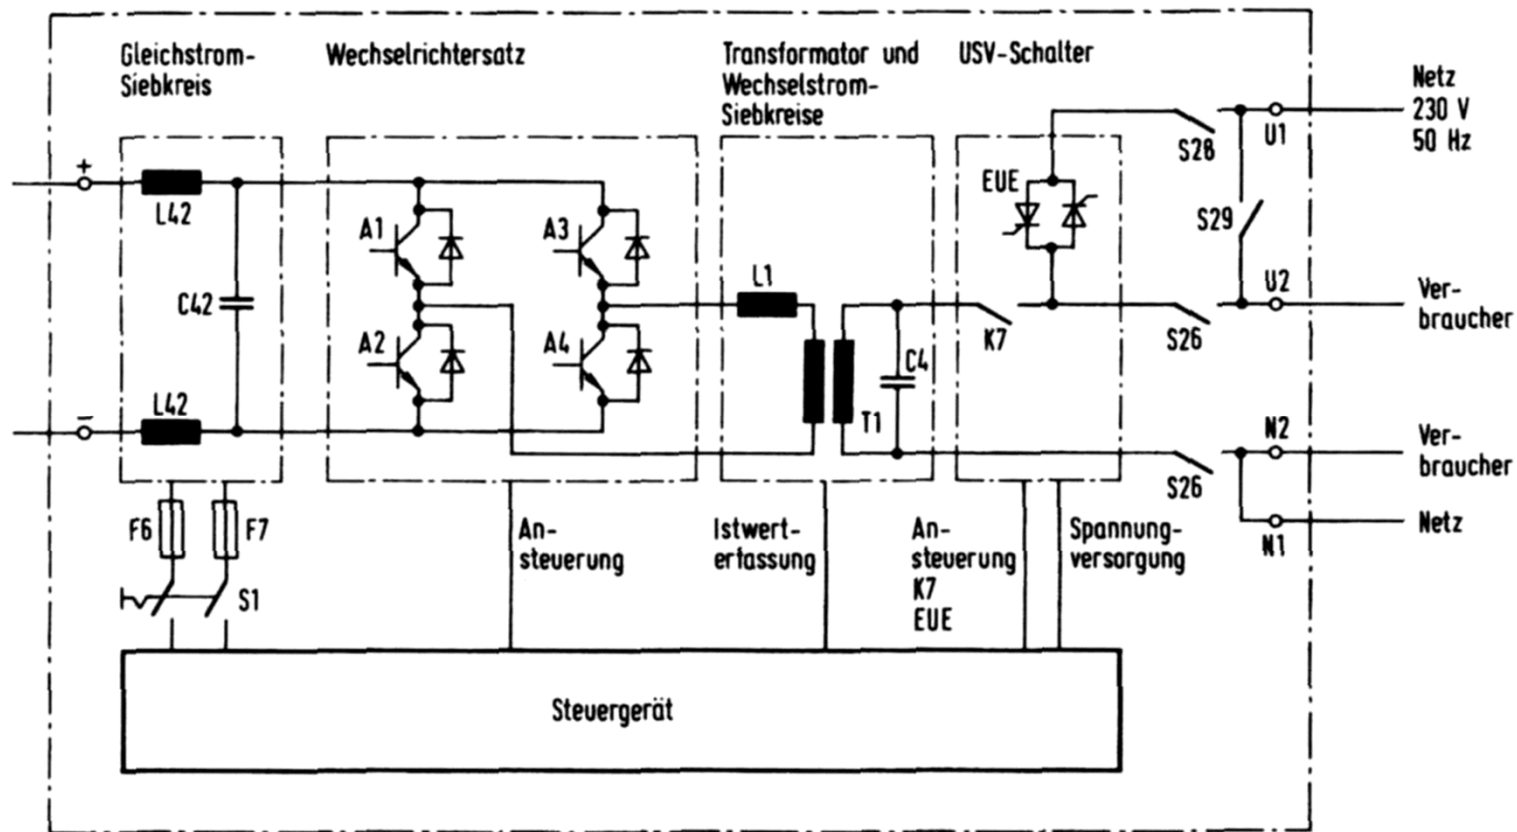 Gleichstrom-
Siebkreis
Wechselrichtersatz
Transformator und
Wechselstrom-
Siebkreise
USV-Schalter
Netz
230 V
50 Hz
S28
U1
+
L42
EUE
A1
A3
S29
L1
U2
C42
Ver-
braucher
A2
A4
K7
S26
C4
−
L42
T1
N2
Ver-
braucher
S26
F6
F7
An-
steuerung
Istwert-
erfassung
An-
steuerung
K7
EUE
Spannung-
versorgung
N1
Netz
S1
Steuergerät